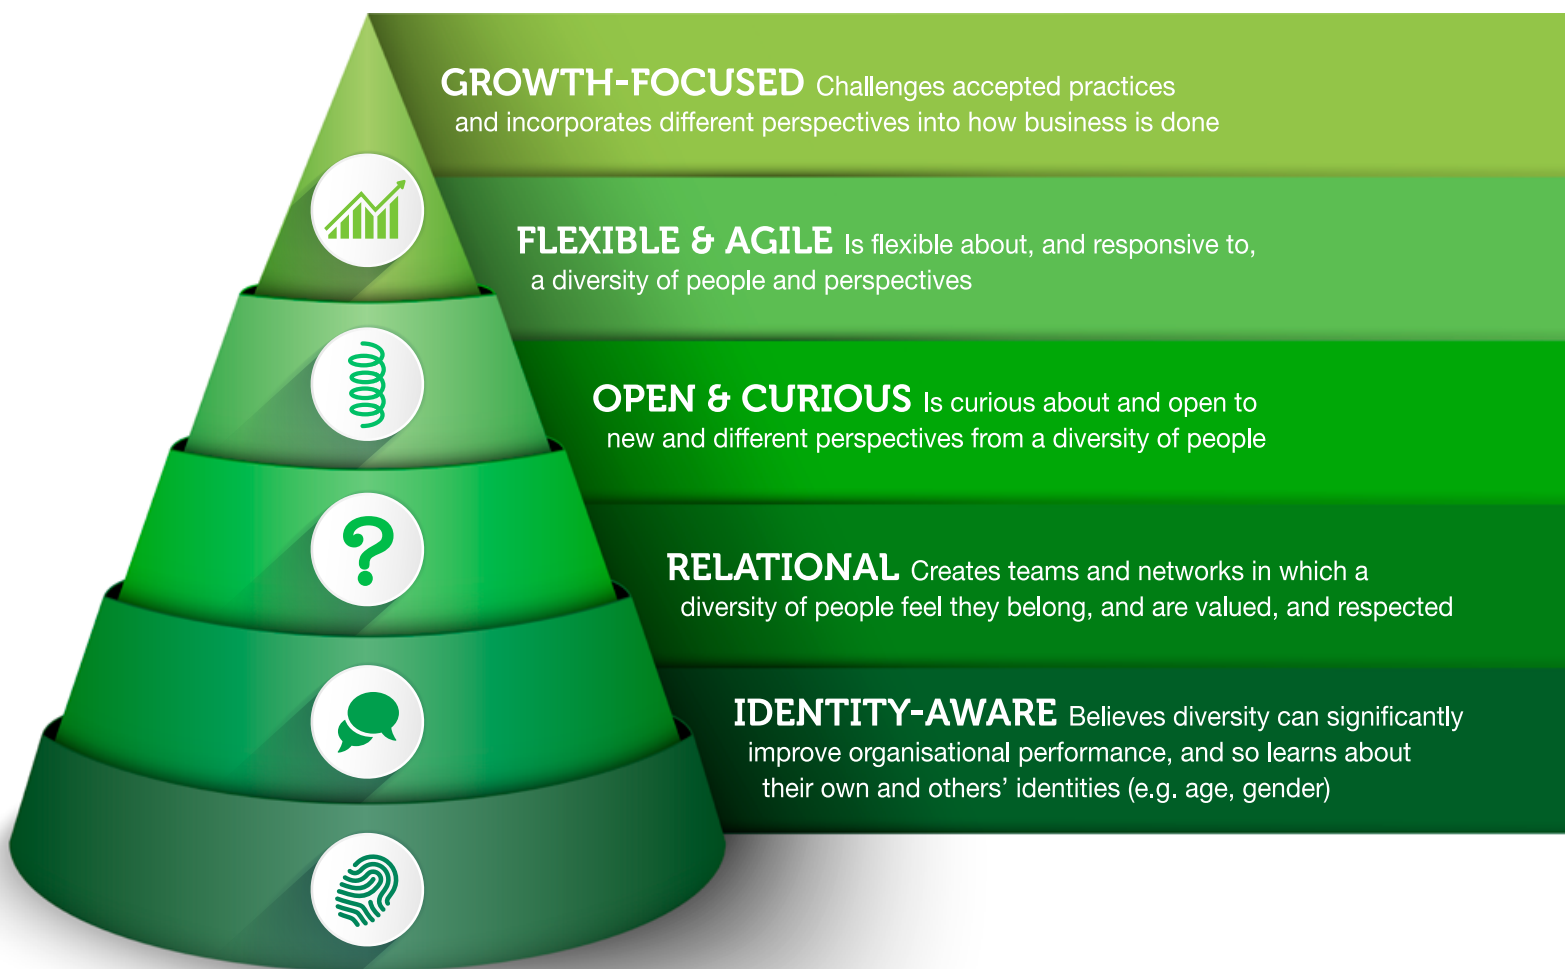 GROWTH-FOCUSED Challenges accepted practices
and incorporates different perspectives into how business is done
FLEXIBLE & AGILE Is flexible about, and responsive to,
a diversity of people and perspectives
OPEN & CURIOUS Is curious about and open to
new and different perspectives from a diversity of people
RELATIONAL Creates teams and networks in which a
diversity of people feel they belong, and are valued, and respected
IDENTITY-AWARE Believes diversity can significantly
improve organisational performance, and so learns about
their own and others’ identities (e.g. age, gender)
?